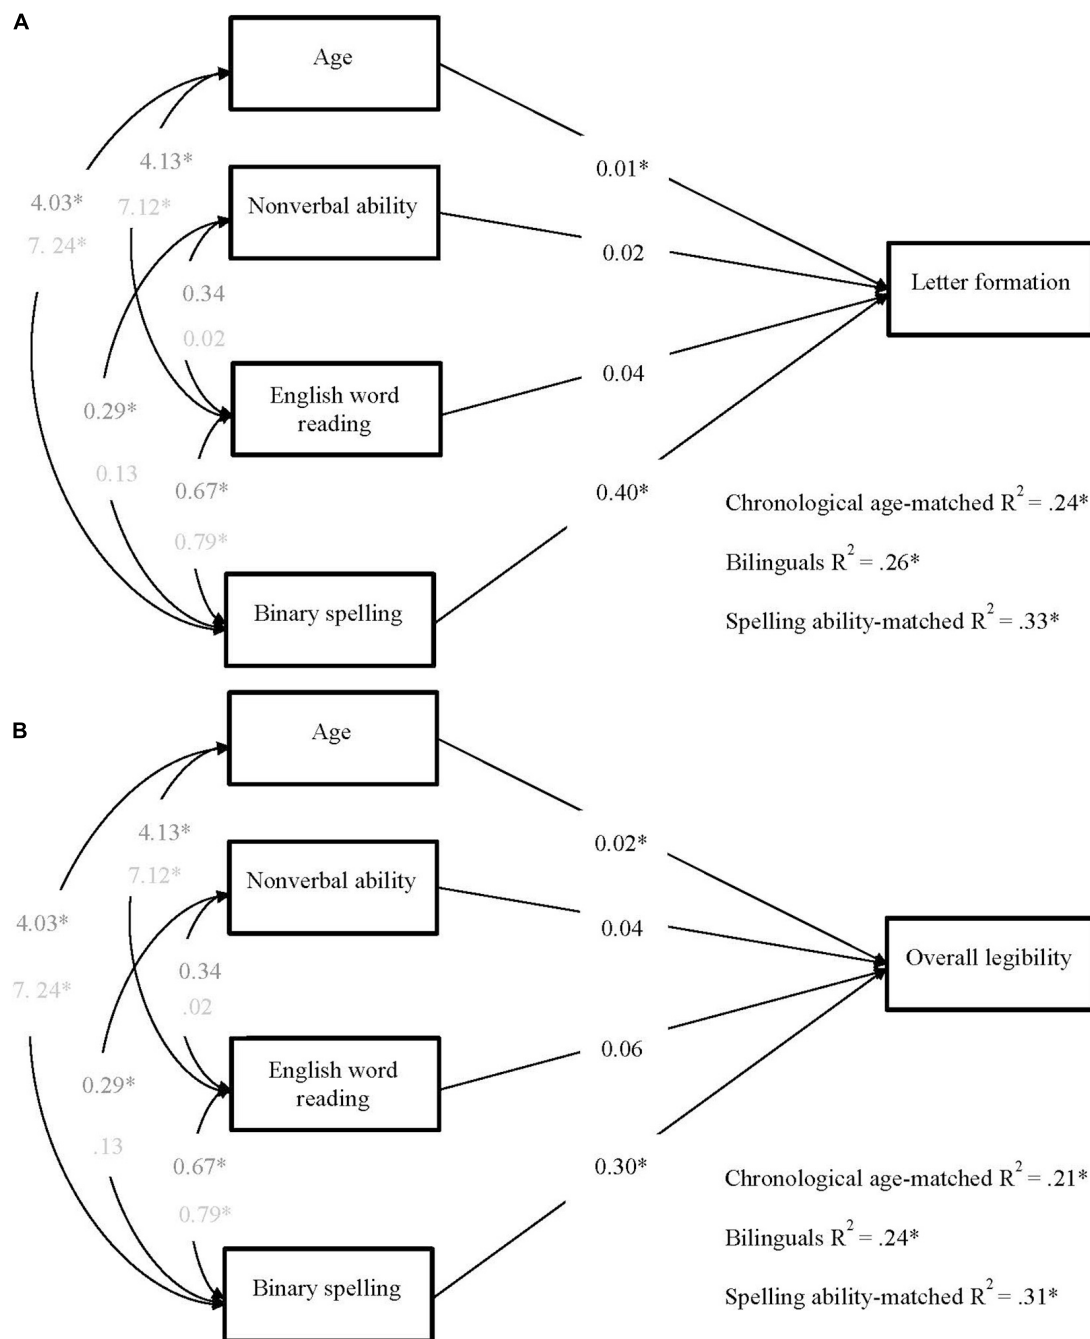 A
Age
4.13*
0.01*
4.03*
7.12*
Nonverbal ability
7. 24*
0.02
Letter formation
0.34
0.02
English word
reading
0.04
0.29*
0.13
0.67*
0.40*
Chronological age-matched R² = .24*
0.79*
Bilinguals R² = .26*
Binary spelling
Spelling ability-matched R² = .33*
B
Age
4.13*
0.02*
7.12*
Nonverbal ability
4.03*
0.04
Overall legibility
0.34
7. 24*
.02
English word
reading
0.06
0.29*
.13
0.67*
0.30*
Chronological age-matched R² = .21*
0.79*
Bilinguals R² = .24*
Binary spelling
Spelling ability-matched R² = .31*